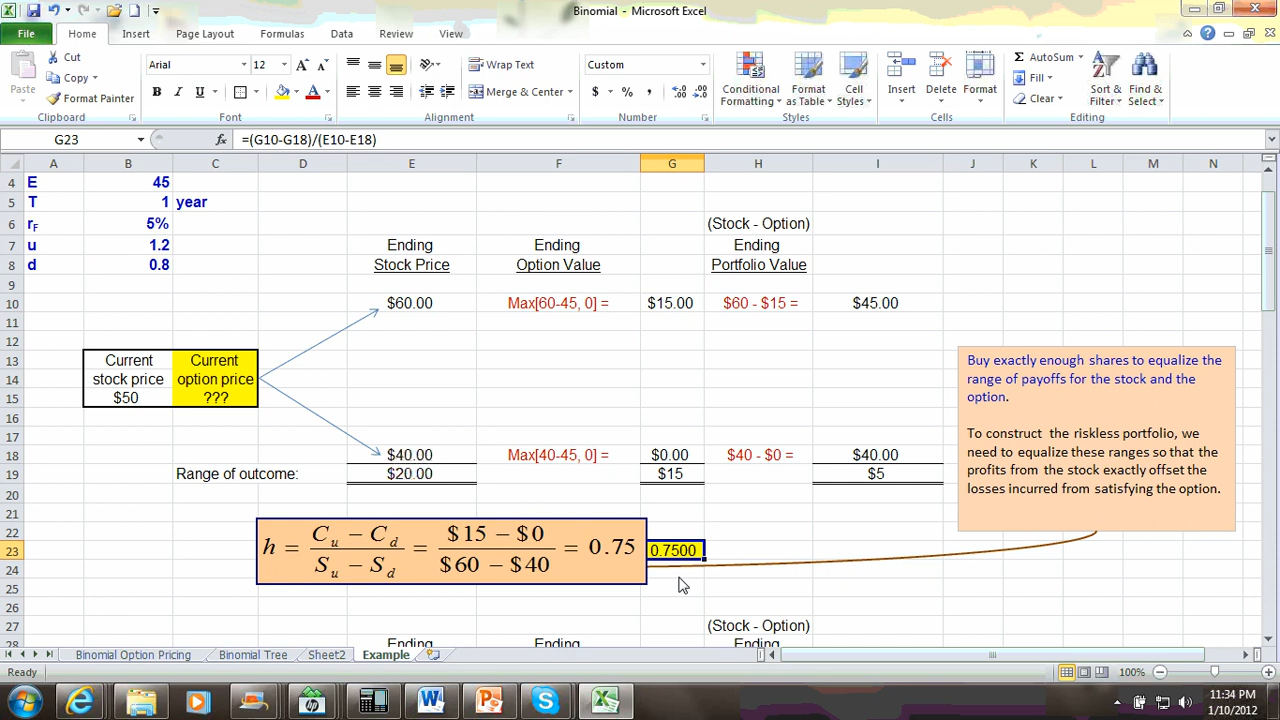 Binomial - Microsoft Excel
File Home Insert Page Layout Formulas Data Review View
Cut
Copy
Format Painter
Paste
Clipboard
Arial 12
B I U
Font
Wrap Text
Merge & Center
Alignment
Custom
$ % ,
Number
Conditional Formatting
Format as Table
Cell Styles
Styles
Insert Delete Format
Cells
AutoSum
Fill
Clear
Sort & Filter
Find & Select
Editing
G23 fx =(G10-G18)/(E10-E18)
A B C D E F G H I J K L M N
4 E 45
5 T 1 year
6 rF 5% (Stock - Option)
7 u 1.2 Ending Ending Ending
8 d 0.8 Stock Price Option Value Portfolio Value
9
10 $60.00 Max[60-45, 0] = $15.00 $60 - $15 = $45.00
11
12
13 Current Current
14 stock price option price
15 $50 ???
16
17
18 $40.00 Max[40-45, 0] = $0.00 $40 - $0 = $40.00
19 Range of outcome: $20.00 $15 $5
20
21
22
23 0.7500
24
25
26
27 (Stock - Option)
28 Ending Ending Ending
h = (Cu − Cd) / (Su − Sd) = ($15 − $0) / ($60 − $40) = 0.75
Buy exactly enough shares to equalize the
range of payoffs for the stock and the
option.
To construct the riskless portfolio, we
need to equalize these ranges so that the
profits from the stock exactly offset the
losses incurred from satisfying the option.
Binomial Option Pricing Binomial Tree Sheet2 Example
Ready 100%
11:34 PM
1/10/2012